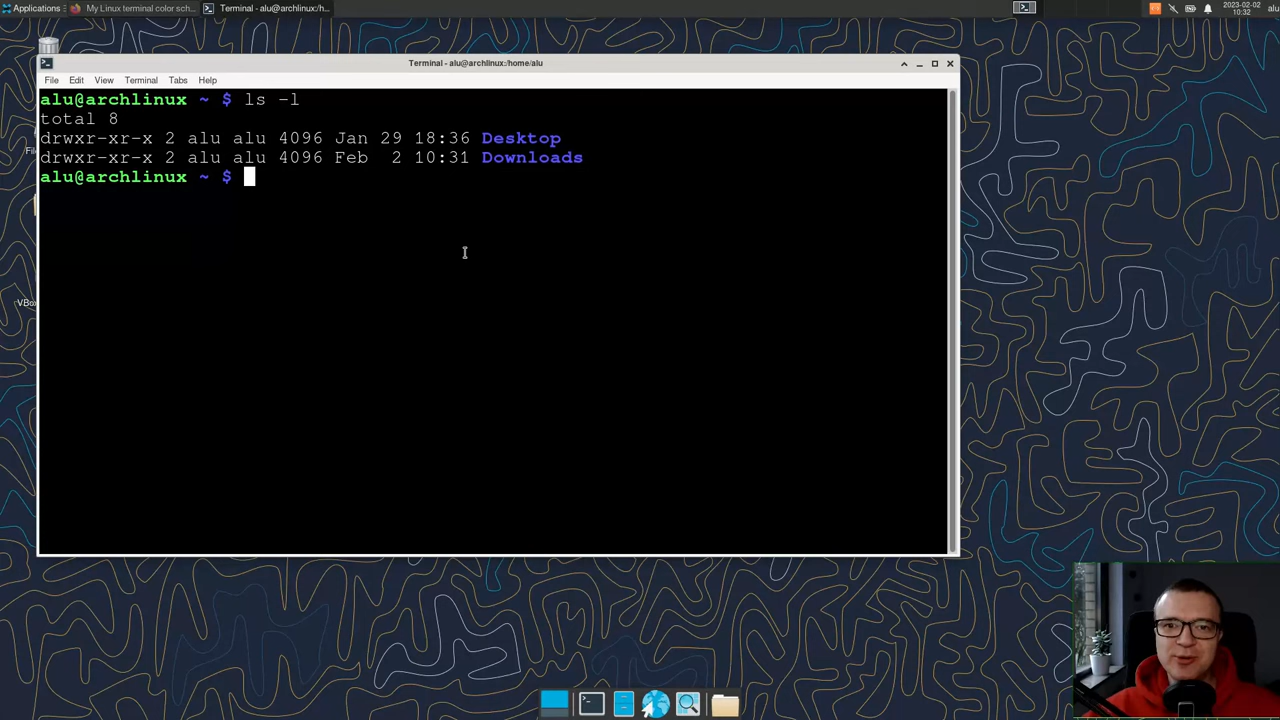 Applications
My Linux terminal color sch...
Terminal - alu@archlinux:/h...
2023-02-02
10:32
alu
Terminal - alu@archlinux:/home/alu
File Edit View Terminal Tabs Help
alu@archlinux ~ $ ls -l
total 8
drwxr-xr-x 2 alu alu 4096 Jan 29 18:36 Desktop
drwxr-xr-x 2 alu alu 4096 Feb  2 10:31 Downloads
alu@archlinux ~ $